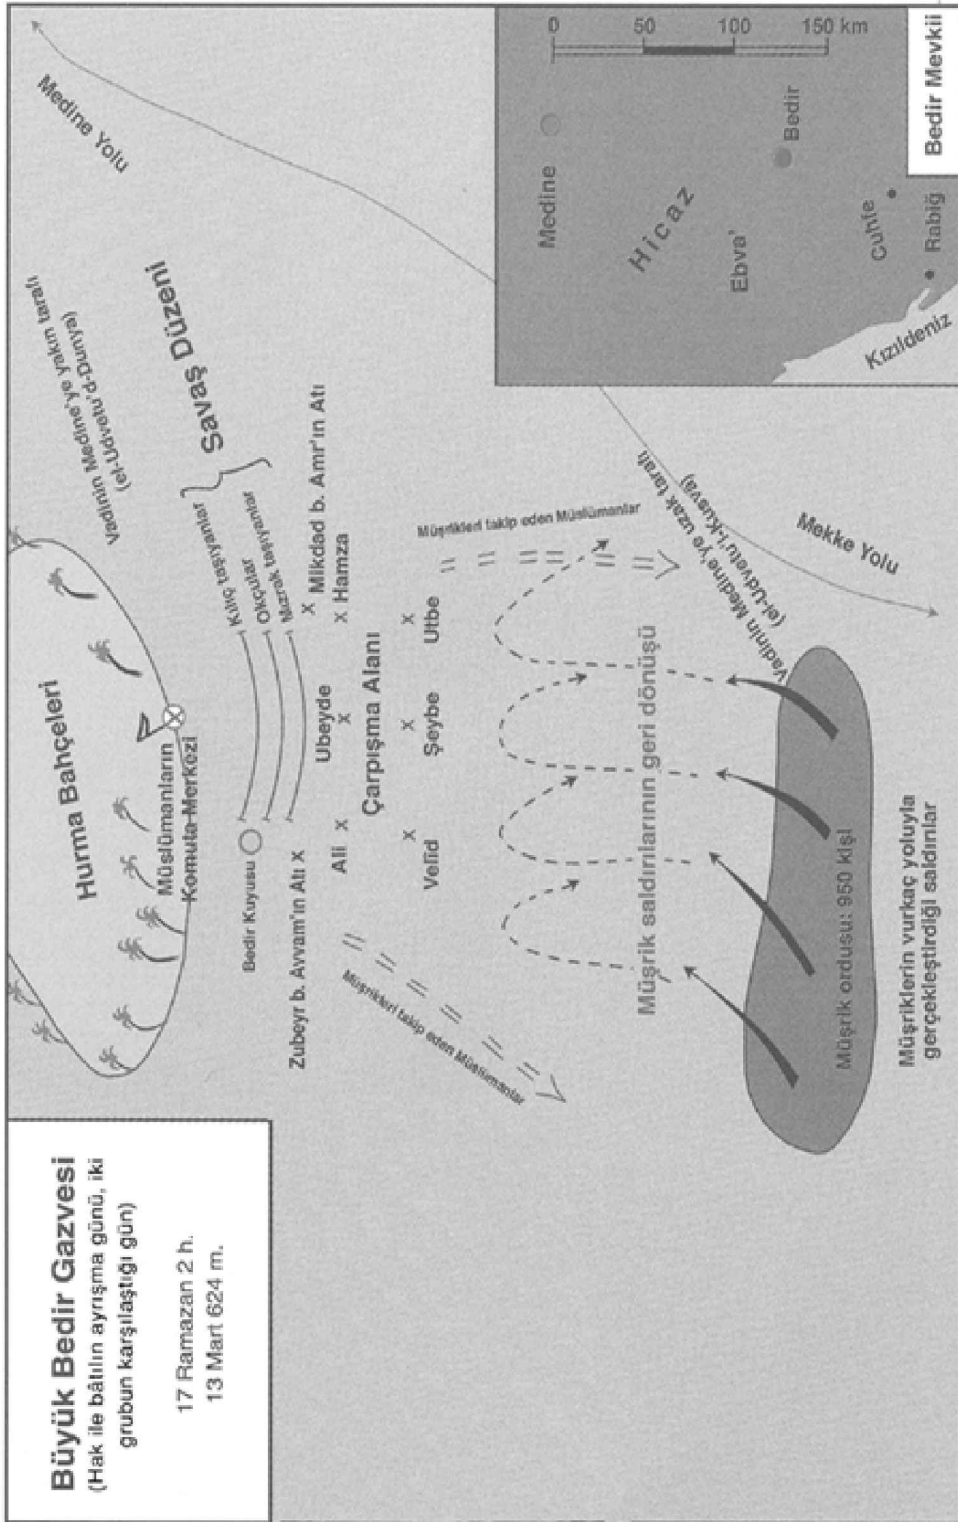 Büyük Bedir Gazvesi
(Hak ile bâtılın ayrışma günü, iki
grubun karşılaştığı gün)
17 Ramazan 2 h.
13 Mart 624 m.
Hurma Bahçeleri
Müslümanların
Komuta Merkezi
Vadinin Medine'ye yakın tarafı
(el-Udvetu'd-Dunya)
Medine Yolu
Savaş Düzeni
Kılıç taşıyanlar
Okçular
Mızrak taşıyanlar
Bedir Kuyusu
Zubeyr b. Avvam'ın Atı X
X Mikdad b. Amr'ın Atı
Ali X
Ubeyde
X
X Hamza
Çarpışma Alanı
X
Velîd
X
Şeybe
X
Utbe
Müşrikleri takip eden Müslümanlar
Müşrikleri takip eden Müslümanlar
Müşrik saldırılarının geri dönüşü
Vadinin Medine'ye uzak tarafı
(el-Udvetu'l-Kusva)
Mekke Yolu
Müşrik ordusu: 950 kişi
Müşriklerin vurkaç yoluyla
gerçekleştirdiği saldırılar
0 50 100 150 km
Medine
Hicaz
Bedir
Ebva'
Cuhfe
Rabiğ
Kızıldeniz
Bedir Mevkii